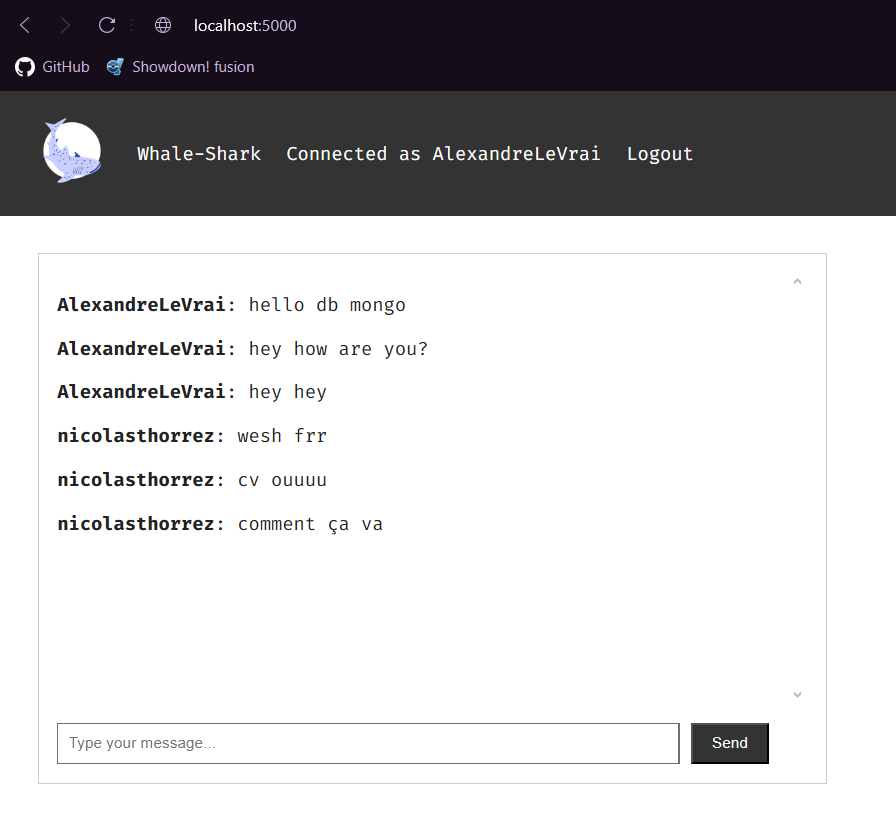 localhost:5000
GitHub Showdown! fusion
Whale-Shark Connected as AlexandreLeVrai Logout
AlexandreLeVrai: hello db mongo
AlexandreLeVrai: hey how are you?
AlexandreLeVrai: hey hey
nicolasthorrez: wesh frr
nicolasthorrez: cv ouuuu
nicolasthorrez: comment ça va
Type your message... Send